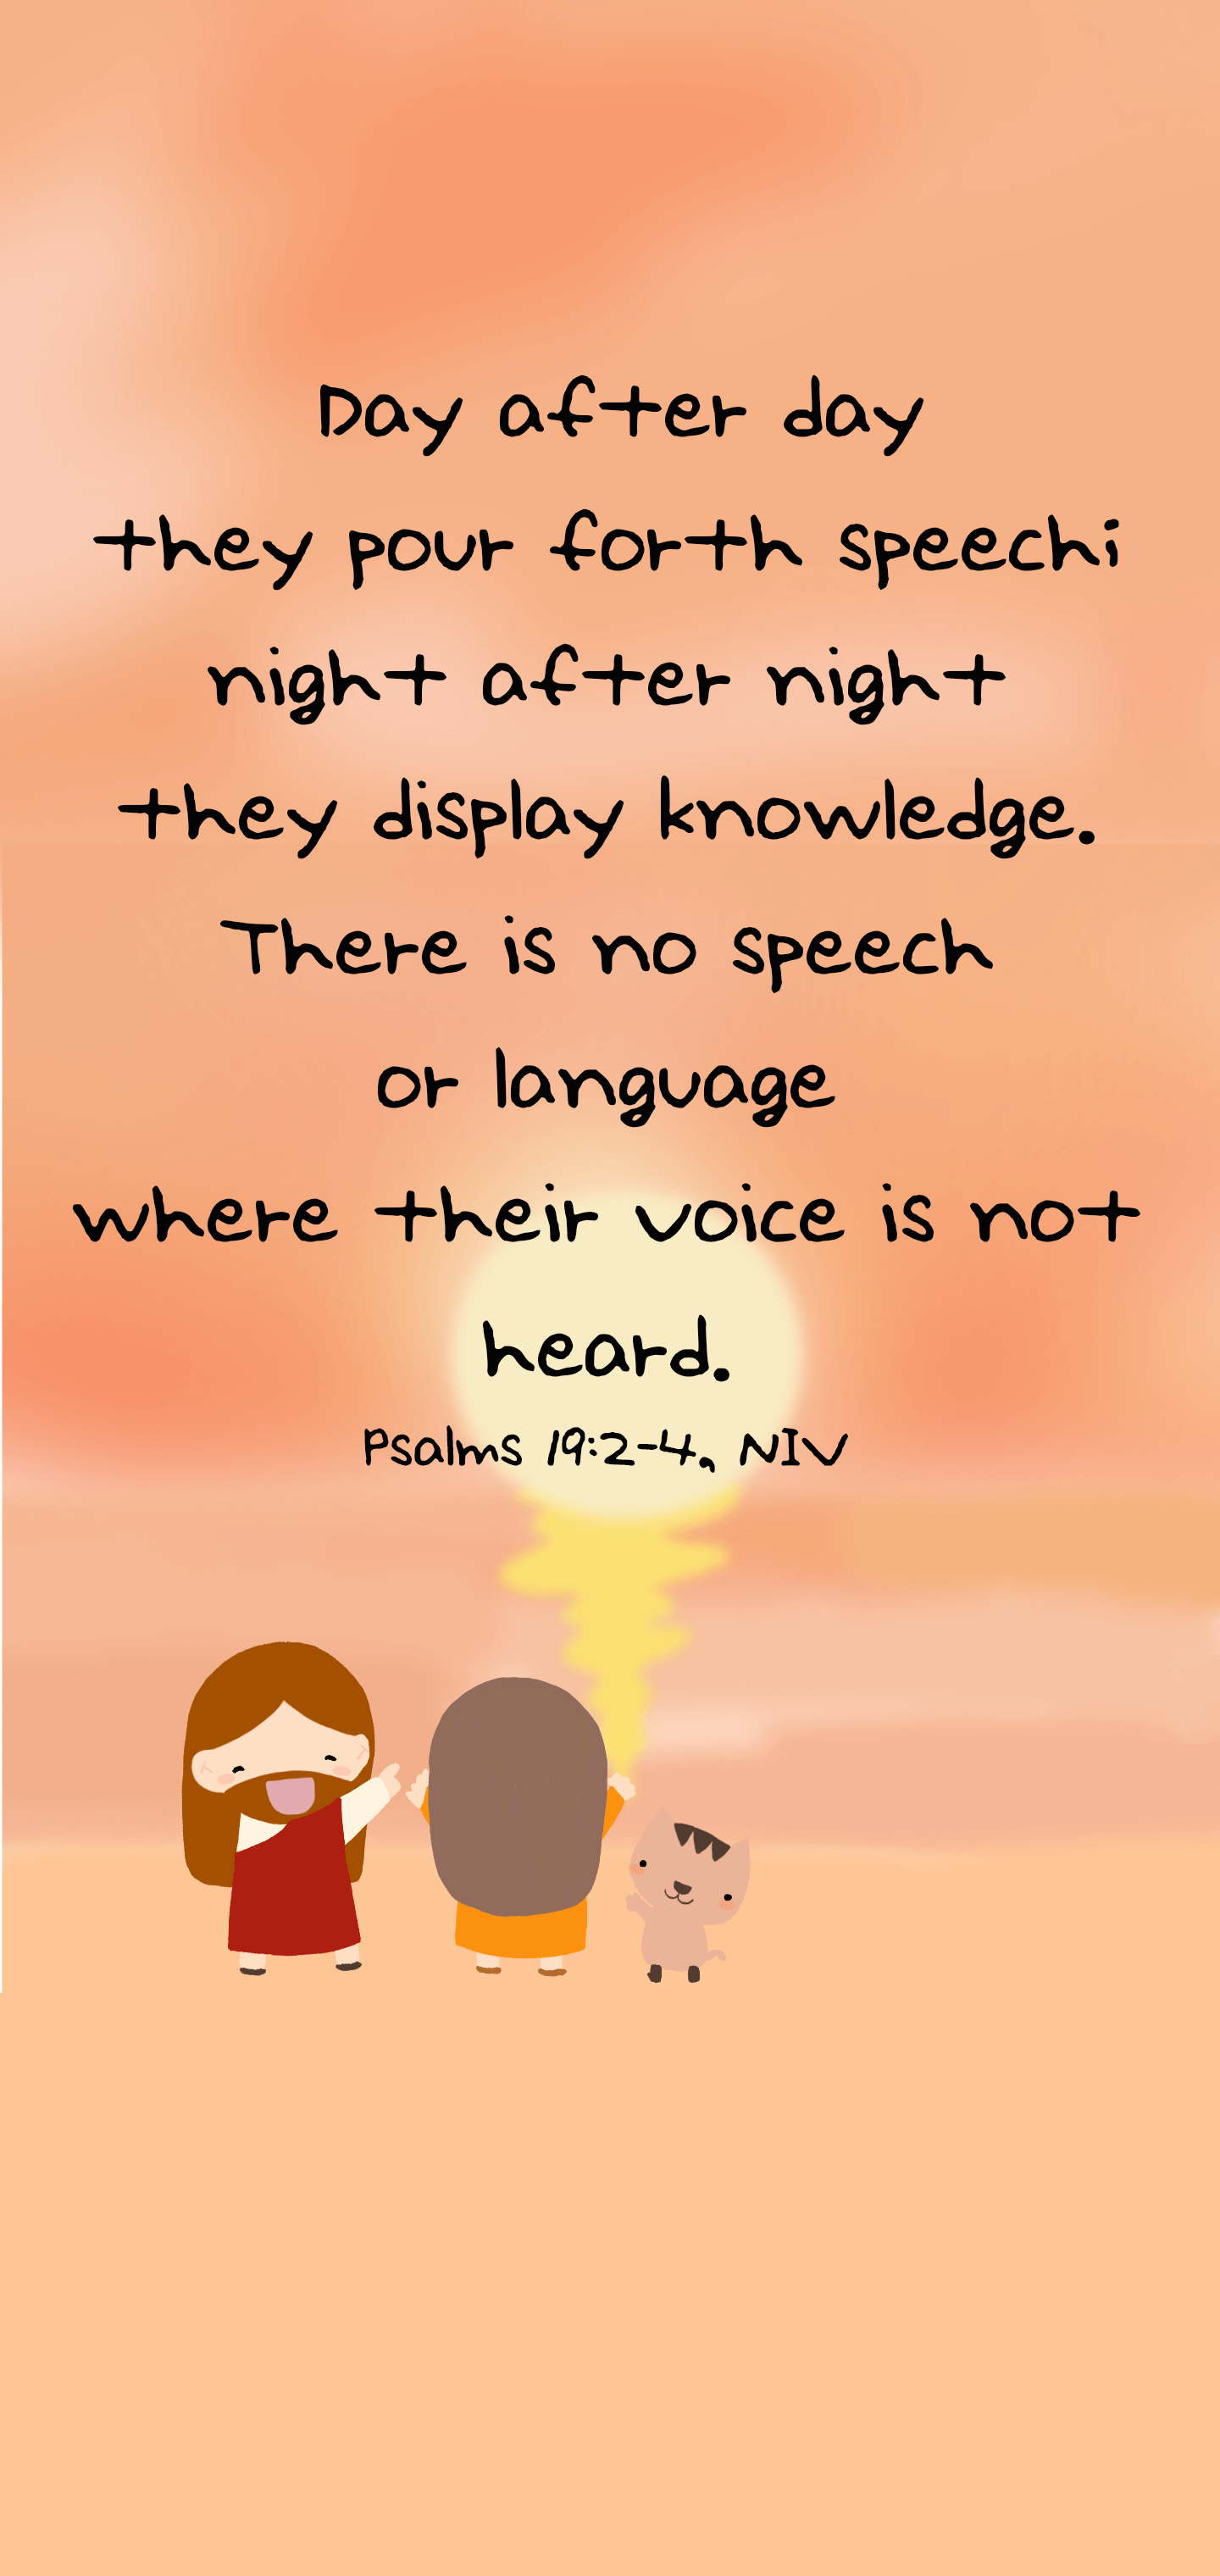 Day after day
they pour forth speechi
night after night
they display knowledge.
There is no speech
or language
where their voice is not
heard.
Psalms 19:2-4, NIV